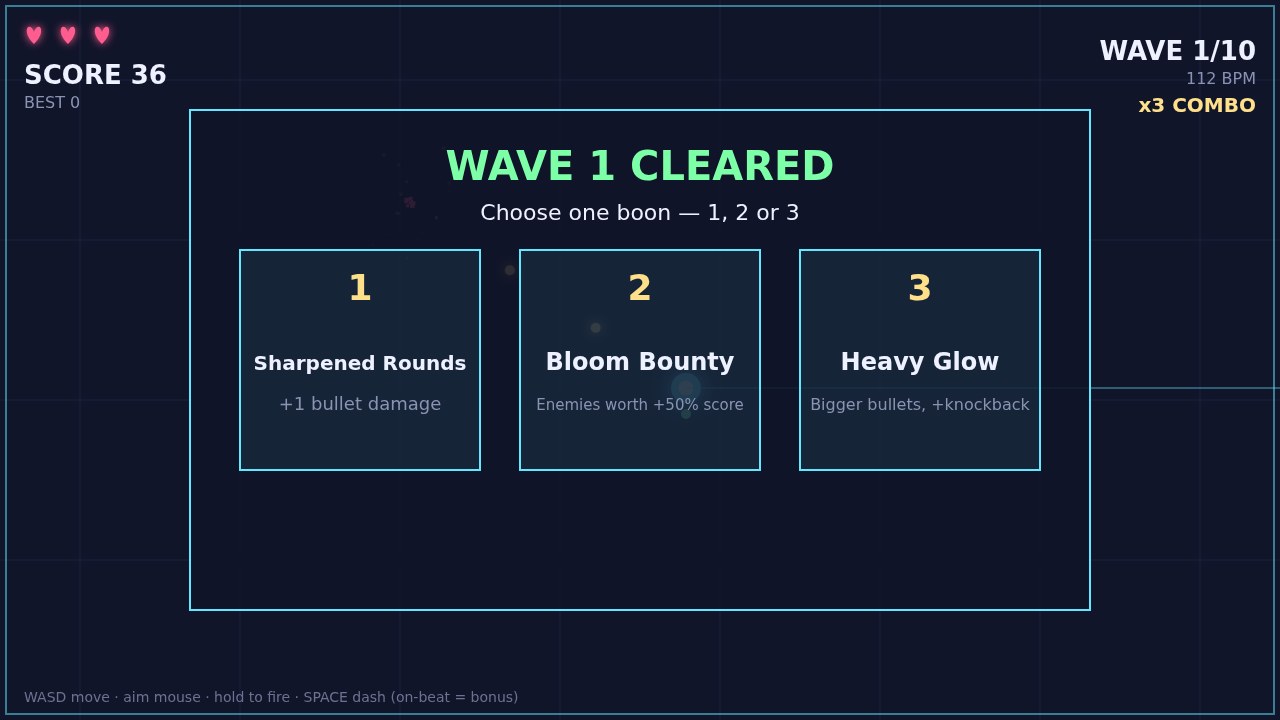 SCORE 36
BEST 0
WAVE 1/10
112 BPM
x3 COMBO
WAVE 1 CLEARED
Choose one boon — 1, 2 or 3
1
Sharpened Rounds
+1 bullet damage
2
Bloom Bounty
Enemies worth +50% score
3
Heavy Glow
Bigger bullets, +knockback
WASD move · aim mouse · hold to fire · SPACE dash (on-beat = bonus)